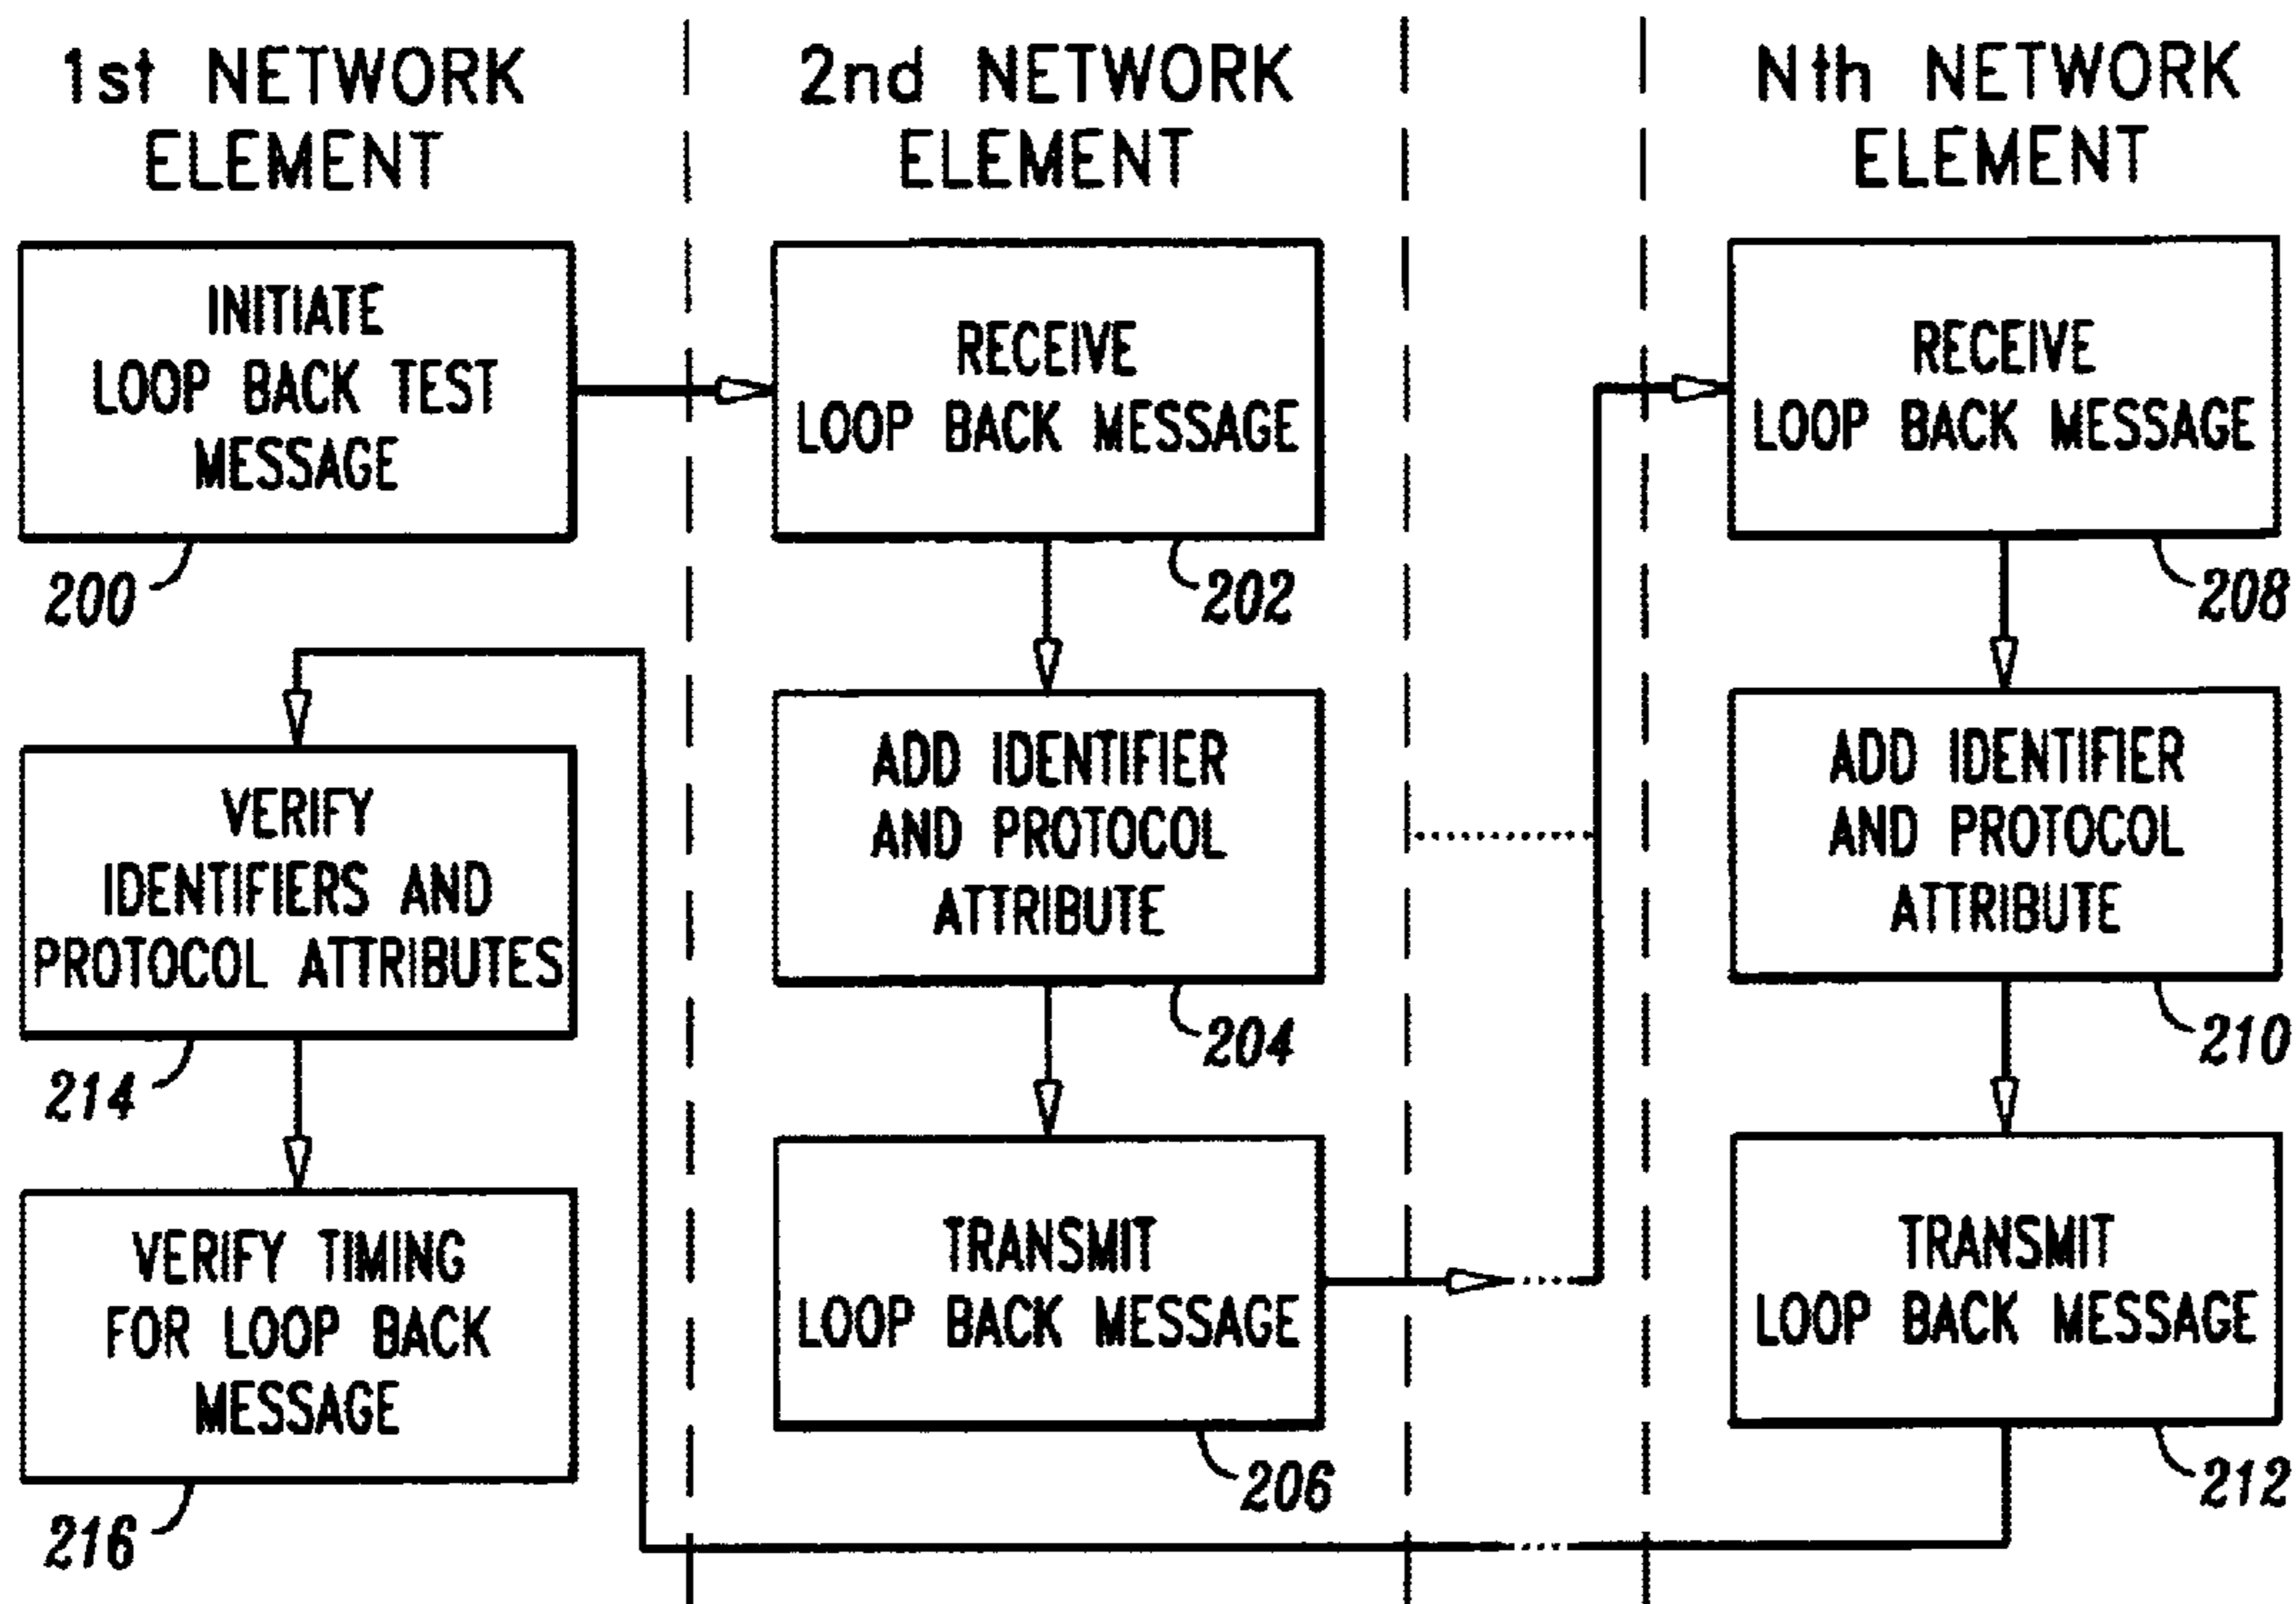 1st NETWORK
ELEMENT
INITIATE
LOOP BACK TEST
MESSAGE
200
VERIFY
IDENTIFIERS AND
PROTOCOL ATTRIBUTES
214
VERIFY TIMING
FOR LOOP BACK
MESSAGE
216
2nd NETWORK
ELEMENT
RECEIVE
LOOP BACK MESSAGE
202
ADD IDENTIFIER
AND PROTOCOL
ATTRIBUTE
204
TRANSMIT
LOOP BACK MESSAGE
206
Nth NETWORK
ELEMENT
RECEIVE
LOOP BACK MESSAGE
208
ADD IDENTIFIER
AND PROTOCOL
ATTRIBUTE
210
TRANSMIT
LOOP BACK MESSAGE
212